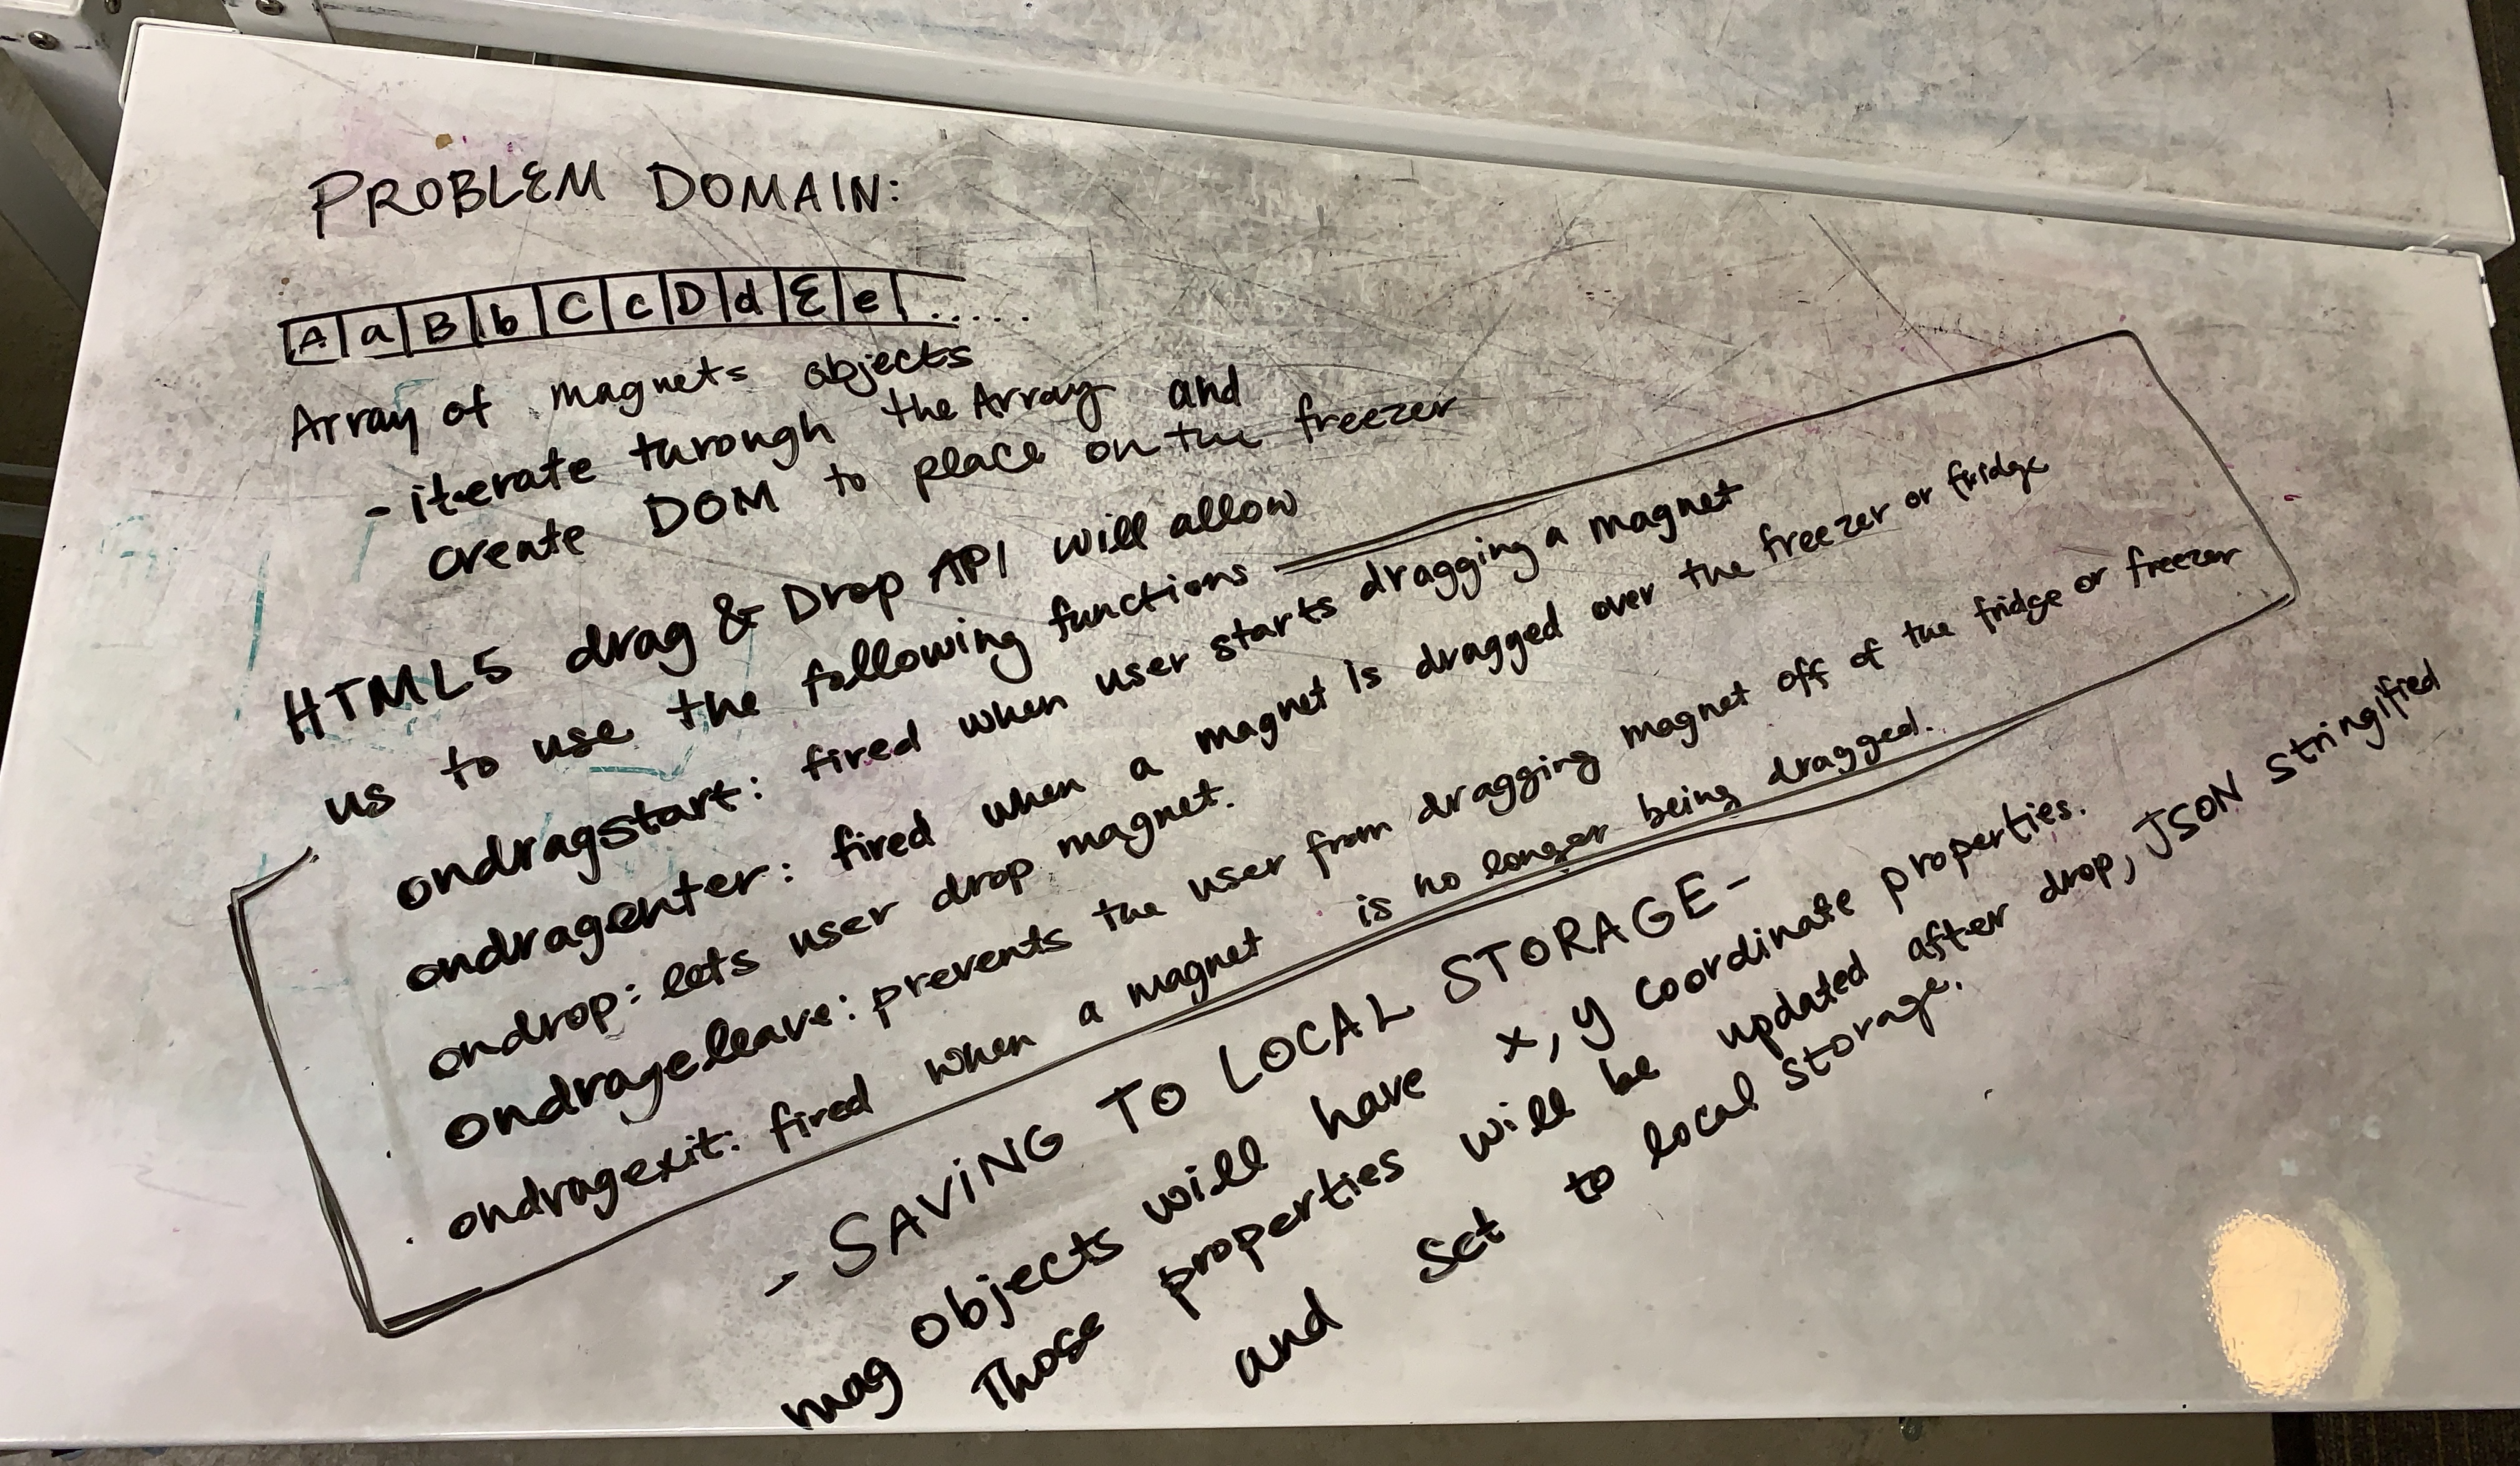 PROBLEM DOMAIN:
A a B b C c D d E e .....
Array of magnets objects
- iterate through the Array and
create DOM to place on the freezer
HTML5 drag & Drop API will allow
us to use the following functions
ondragstart: fired when user starts dragging a magnet
ondragenter: fired when a magnet is dragged over the freezer or fridge
ondrop: lets user drop magnet.
ondrageleave: prevents the user from dragging magnet off of the fridge or freezer
ondragexit: fired when a magnet is no longer being dragged.
- SAVING TO LOCAL STORAGE -
mag objects will have x, y coordinate properties.
Those properties will be updated after drop, JSON stringified
and set to local storage.